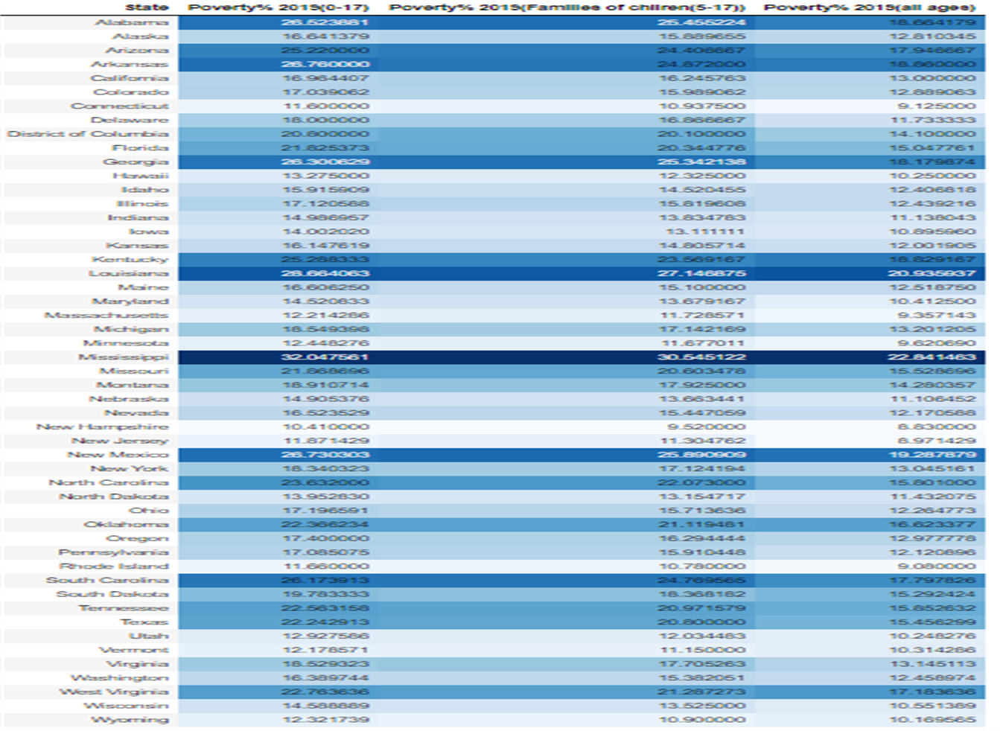 State Poverty% 2019(0-17) Poverty% 2019(Families of chilren(5-17)) Poverty% 2019(all ages)
Alabama 26.523881 25.455224 18.664179
Alaska 16.641379 15.889655 12.810345
Arizona 25.220000 24.406667 17.946667
Arkansas 26.760000 24.872000 18.860000
California 16.964407 16.245763 13.000000
Colorado 17.039062 15.989062 12.889063
Connecticut 11.600000 10.937500 9.125000
Delaware 18.000000 16.866667 11.733333
District of Columbia 20.800000 20.100000 14.100000
Florida 21.825373 20.344776 15.047761
Georgia 26.300629 25.342138 18.179874
Hawaii 13.275000 12.325000 10.250000
Idaho 15.915909 14.520455 12.406818
Illinois 17.120588 15.819608 12.439216
Indiana 14.986957 13.834783 11.138043
Iowa 14.002020 13.111111 10.895960
Kansas 16.147619 14.805714 12.001905
Kentucky 25.288333 23.569167 18.829167
Louisiana 28.664063 27.146875 20.935937
Maine 16.606250 15.100000 12.518750
Maryland 14.520833 13.679167 10.412500
Massachusetts 12.214286 11.728571 9.357143
Michigan 18.549398 17.142169 13.201205
Minnesota 12.448276 11.677011 9.620690
Mississippi 32.047561 30.545122 22.841463
Missouri 21.868696 20.603478 15.528696
Montana 18.910714 17.925000 14.280357
Nebraska 14.905376 13.663441 11.106452
Nevada 16.523529 15.447059 12.170588
New Hampshire 10.410000 9.520000 8.830000
New Jersey 11.871429 11.304762 8.971429
New Mexico 26.730303 25.890909 19.287879
New York 18.340323 17.124194 13.045161
North Carolina 23.632000 22.073000 15.801000
North Dakota 13.952830 13.154717 11.432075
Ohio 17.196591 15.713636 12.264773
Oklahoma 22.366234 21.119481 16.623377
Oregon 17.400000 16.294444 12.977778
Pennsylvania 17.085075 15.910448 12.120896
Rhode Island 11.660000 10.780000 9.080000
South Carolina 26.173913 24.769565 17.797826
South Dakota 19.783333 18.368182 15.292424
Tennessee 22.563158 20.971579 15.852632
Texas 22.242913 20.800000 15.456299
Utah 12.927586 12.034483 10.248276
Vermont 12.178571 11.150000 10.314286
Virginia 18.529323 17.705263 13.145113
Washington 16.389744 15.382051 12.458974
West Virginia 22.763636 21.287273 17.183636
Wisconsin 14.588889 13.525000 10.551389
Wyoming 12.321739 10.900000 10.169565